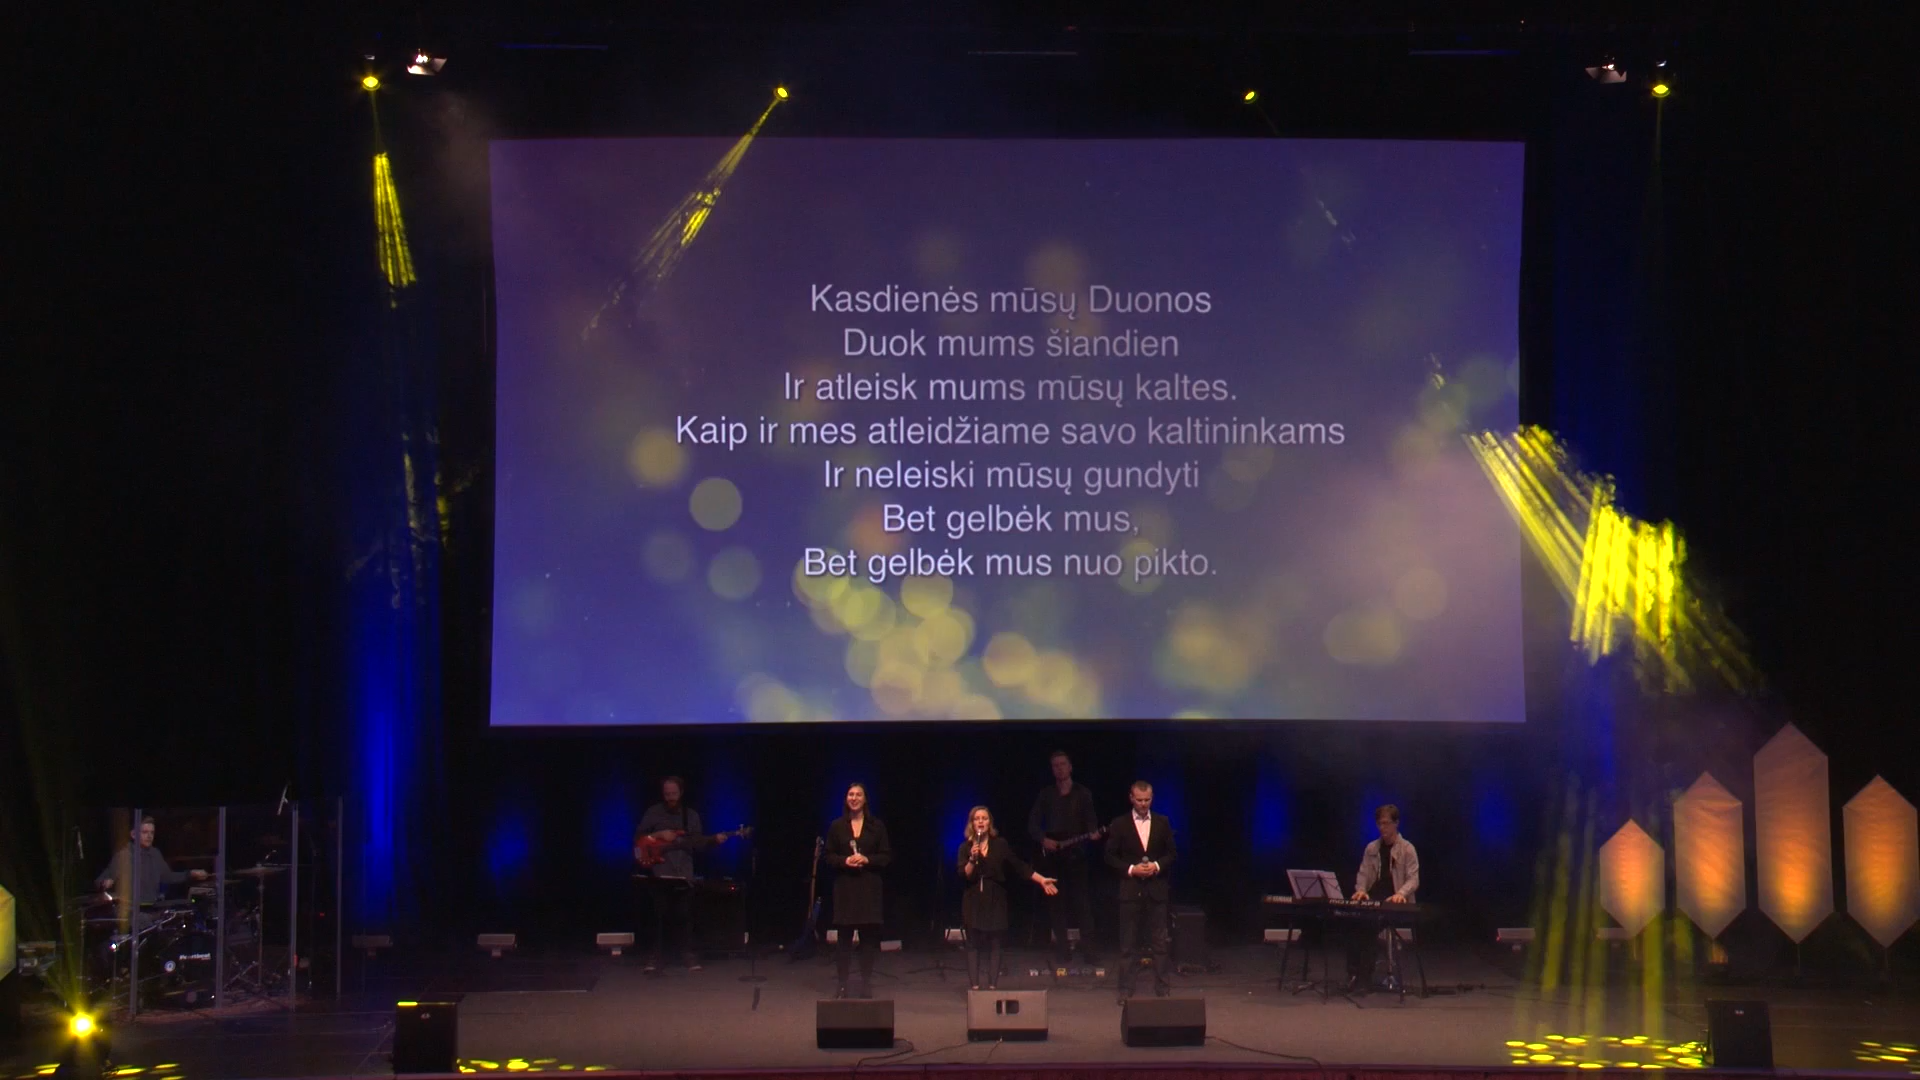 Kasdienės mūsų Duonos
Duok mums šiandien
Ir atleisk mums mūsų kaltes.
Kaip ir mes atleidžiame savo kaltininkams
Ir neleiski mūsų gundyti
Bet gelbėk mus,
Bet gelbėk mus nuo pikto.